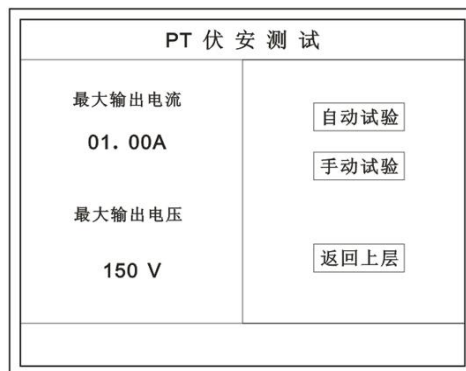 PT 伏 安 测 试
最大输出电流
01. 00A
最大输出电压
150 V
自动试验
手动试验
返回上层